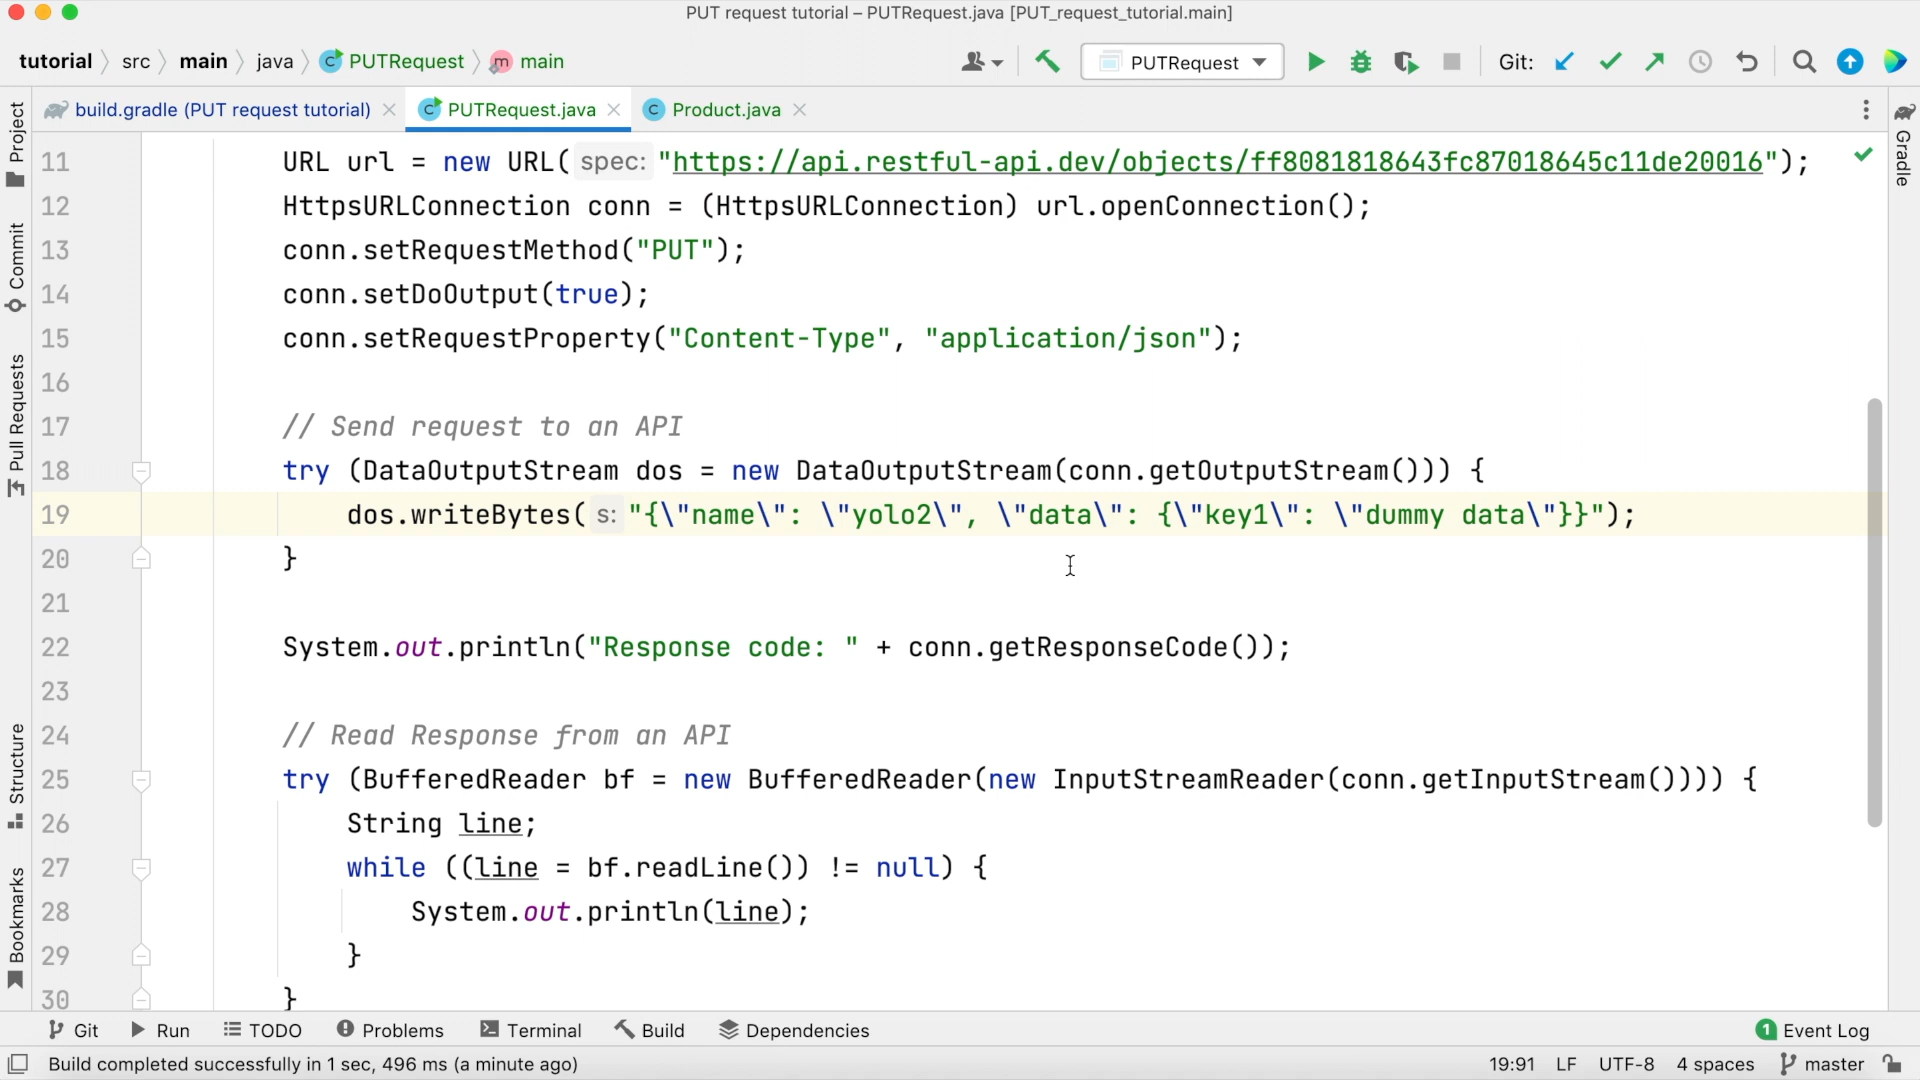 PUT request tutorial – PUTRequest.java [PUT_request_tutorial.main]
tutorial src main java PUTRequest main
PUTRequest
Git:
build.gradle (PUT request tutorial) PUTRequest.java Product.java
Project
Commit
Pull Requests
Structure
Bookmarks
Gradle
11 URL url = new URL( spec: "https://api.restful-api.dev/objects/ff8081818643fc87018645c11de20016");
12 HttpsURLConnection conn = (HttpsURLConnection) url.openConnection();
13 conn.setRequestMethod("PUT");
14 conn.setDoOutput(true);
15 conn.setRequestProperty("Content-Type", "application/json");
16
17 // Send request to an API
18 try (DataOutputStream dos = new DataOutputStream(conn.getOutputStream())) {
19 dos.writeBytes( s: "{\"name\": \"yolo2\", \"data\": {\"key1\": \"dummy data\"}}");
20 }
21
22 System.out.println("Response code: " + conn.getResponseCode());
23
24 // Read Response from an API
25 try (BufferedReader bf = new BufferedReader(new InputStreamReader(conn.getInputStream()))) {
26 String line;
27 while ((line = bf.readLine()) != null) {
28 System.out.println(line);
29 }
30 }
Git Run TODO Problems Terminal Build Dependencies 1 Event Log
Build completed successfully in 1 sec, 496 ms (a minute ago) 19:91 LF UTF-8 4 spaces master